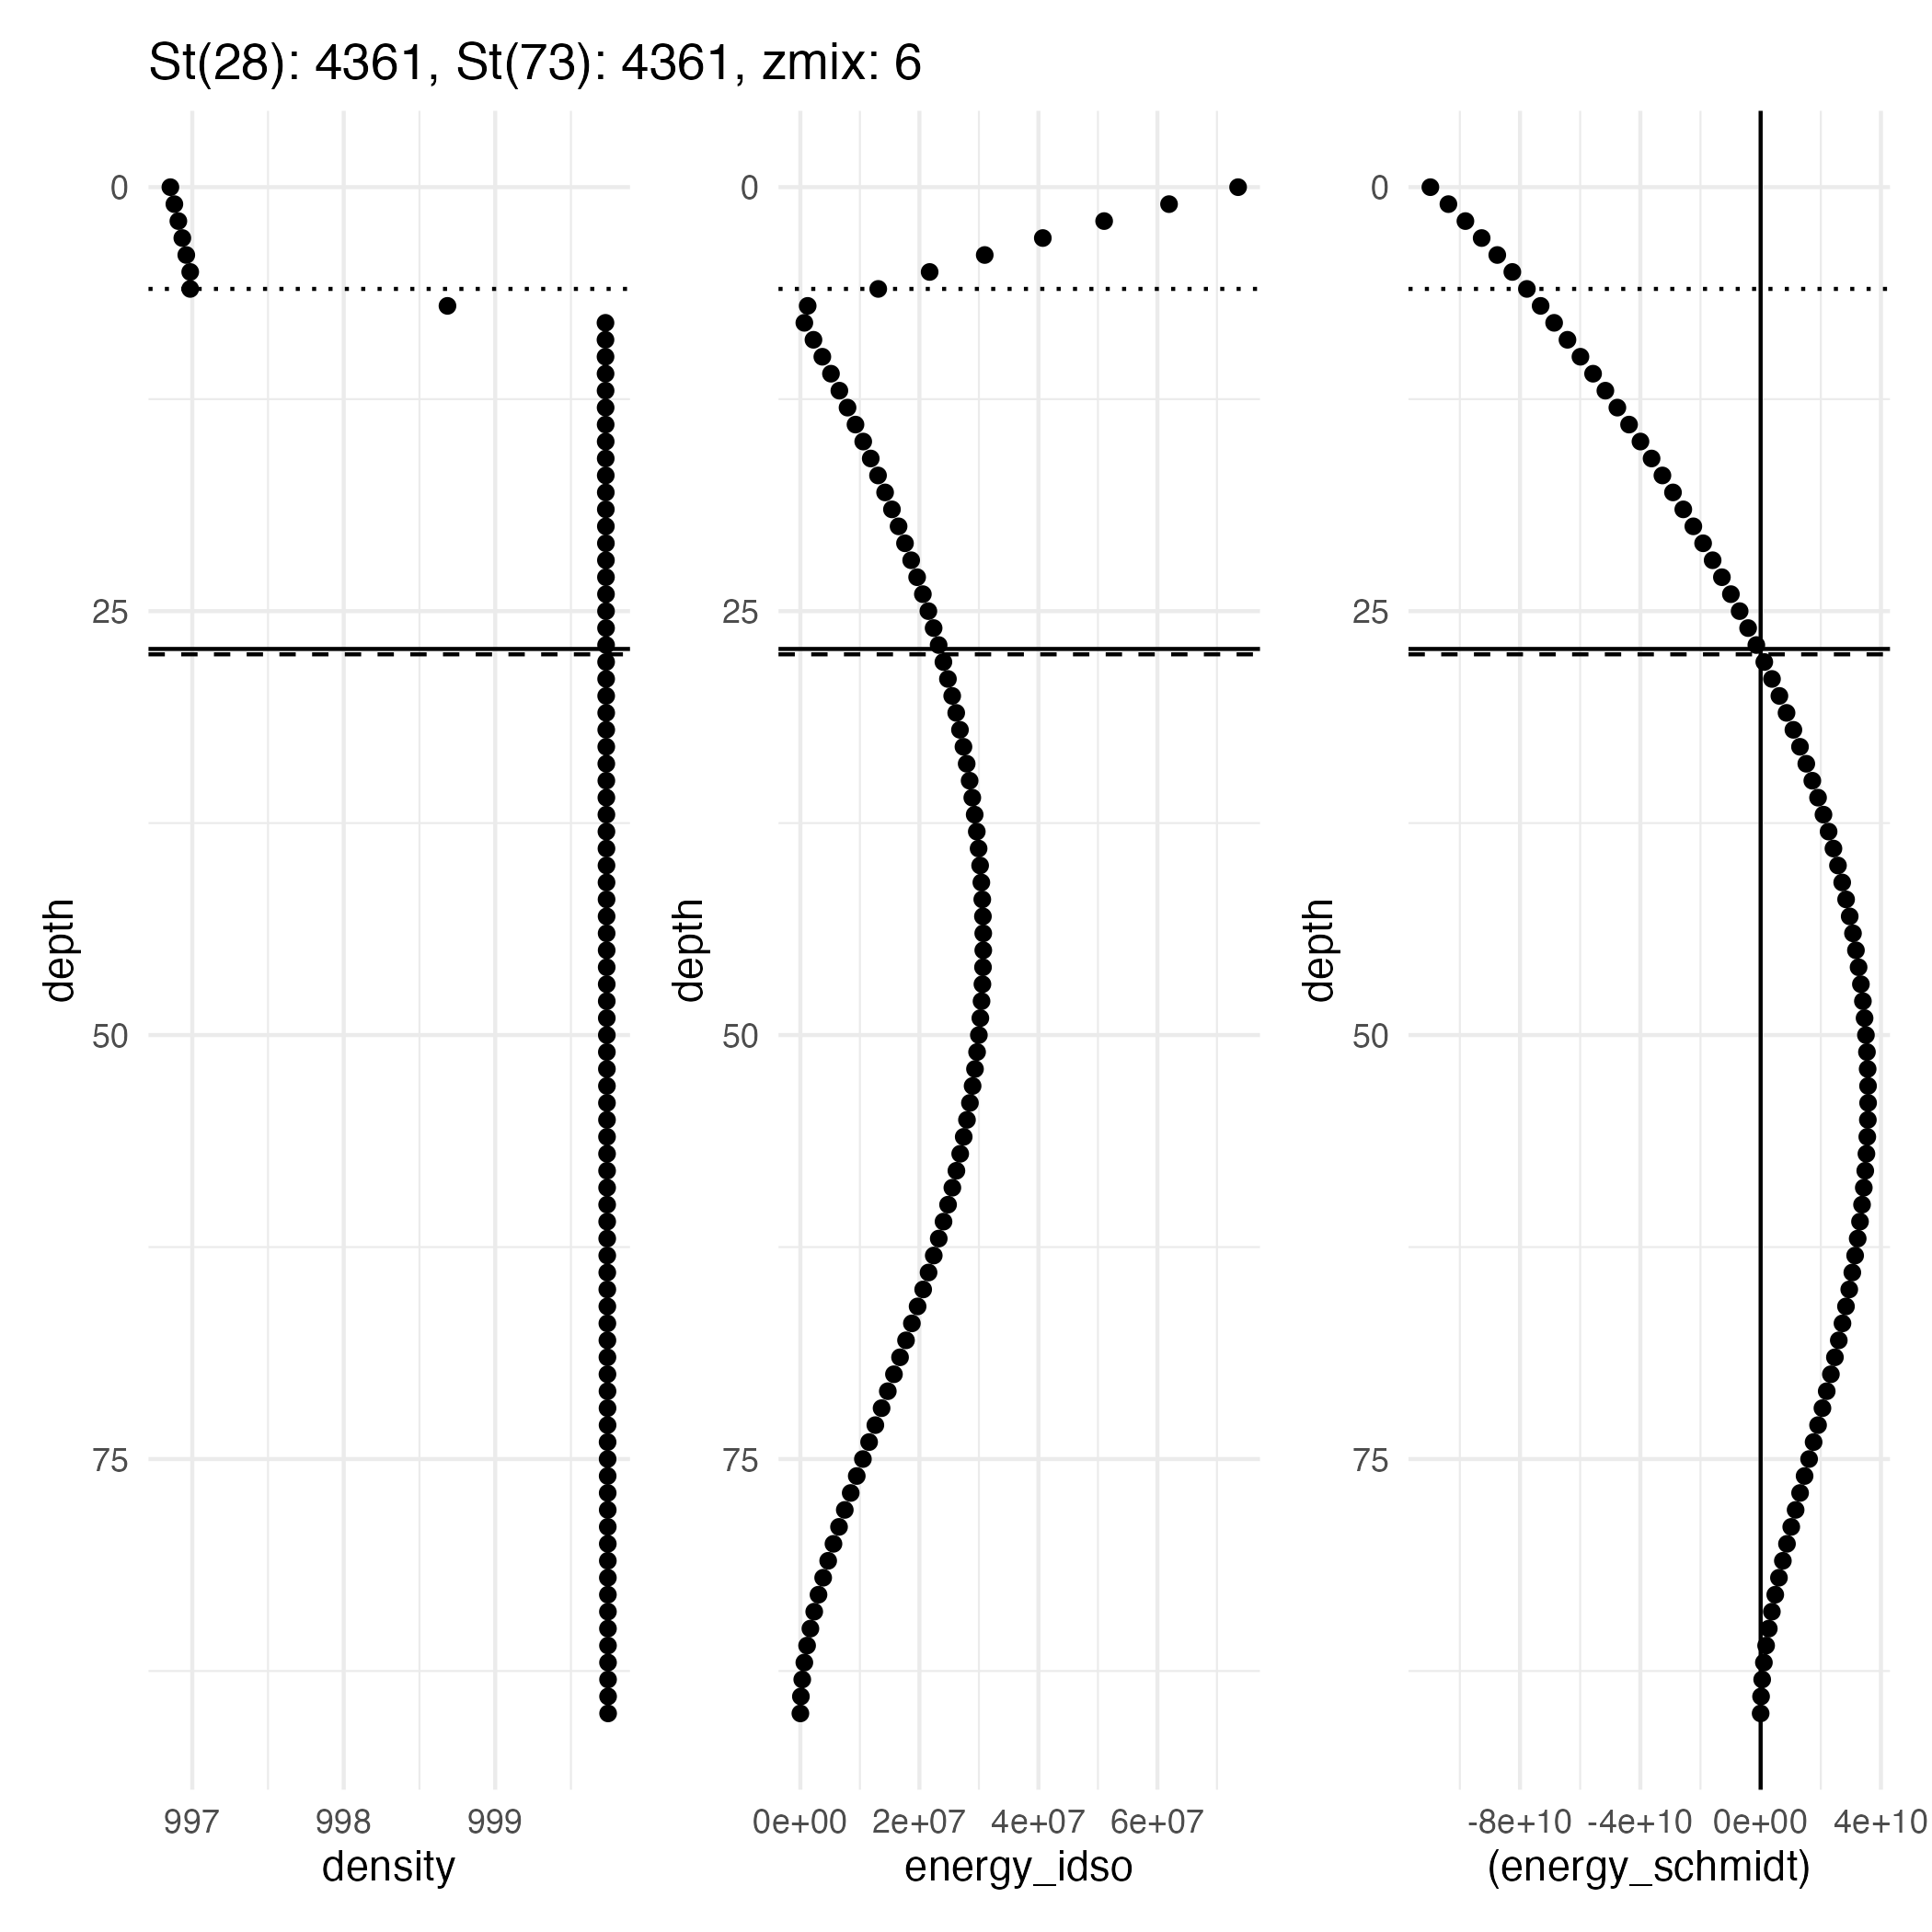 St(28): 4361, St(73): 4361, zmix: 6
depth
0
25
50
75
997 998 999
density
depth
0
25
50
75
0e+00 2e+07 4e+07 6e+07
energy_idso
depth
0
25
50
75
-8e+10 -4e+10 0e+00 4e+10
(energy_schmidt)